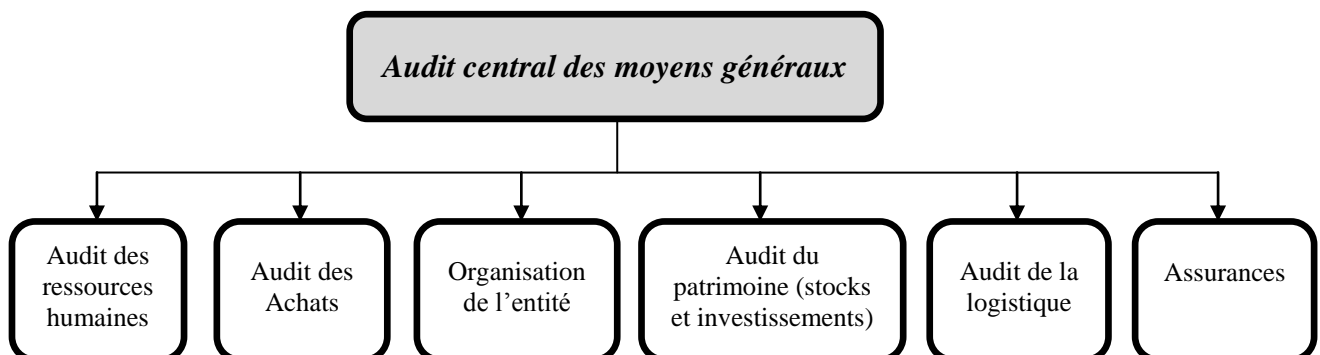 Audit central des moyens généraux
Audit des
ressources
humaines
Audit des
Achats
Organisation
de l’entité
Audit du
patrimoine (stocks
et investissements)
Audit de la
logistique
Assurances